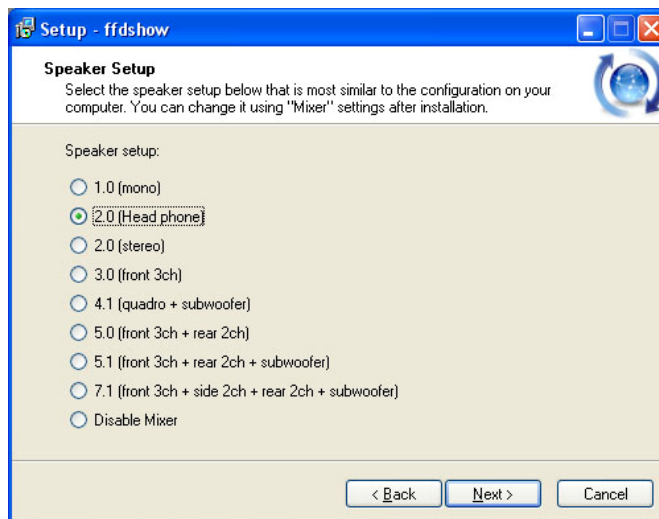 Setup - ffdshow
Speaker Setup
Select the speaker setup below that is most similar to the configuration on your
computer. You can change it using "Mixer" settings after installation.
Speaker setup:
1.0 (mono)
2.0 (Head phone)
2.0 (stereo)
3.0 (front 3ch)
4.1 (quadro + subwoofer)
5.0 (front 3ch + rear 2ch)
5.1 (front 3ch + rear 2ch + subwoofer)
7.1 (front 3ch + side 2ch + rear 2ch + subwoofer)
Disable Mixer
< Back Next > Cancel